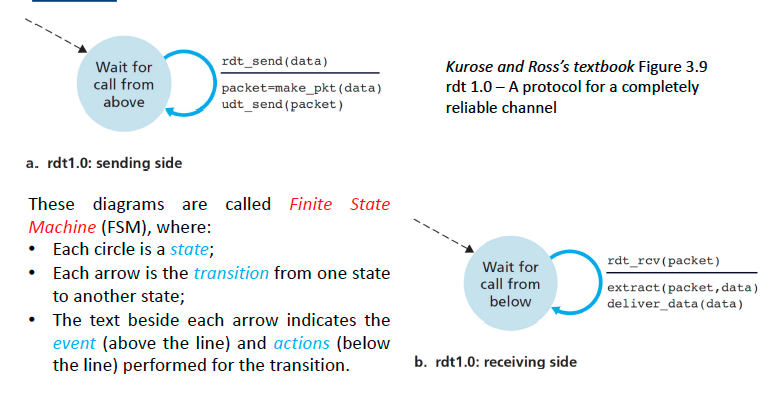 Wait for
call from
above
rdt_send(data)
packet=make_pkt(data)
udt_send(packet)
Kurose and Ross’s textbook Figure 3.9
rdt 1.0 – A protocol for a completely
reliable channel
a. rdt1.0: sending side
These diagrams are called Finite State
Machine (FSM), where:
• Each circle is a state;
• Each arrow is the transition from one state
to another state;
• The text beside each arrow indicates the
event (above the line) and actions (below
the line) performed for the transition.
Wait for
call from
below
rdt_rcv(packet)
extract(packet,data)
deliver_data(data)
b. rdt1.0: receiving side